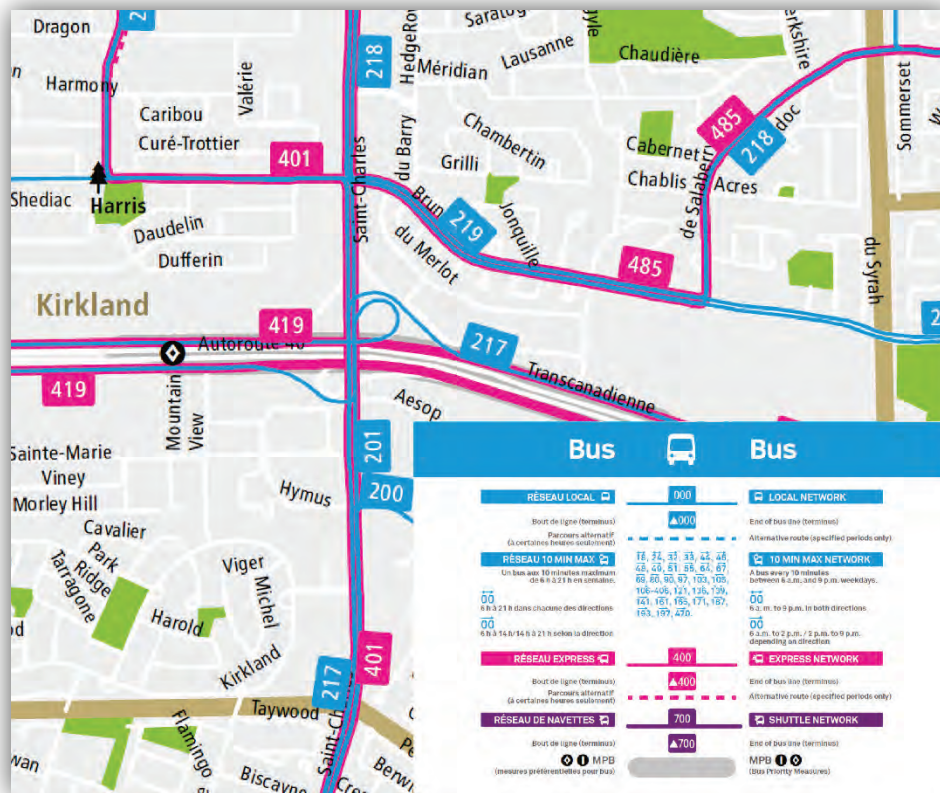 Dragon
Saratog
Lausanne
Chaudière
HedgeRo
218
Méridian
Harmony
Valérie
Caribou
Curé-Trottier
401
Saint-Charles
du Barry
Chambertin
Grilli
Cabernet
Chablis
Acres
485
218
doc
Sommerset
Shediac
Harris
Daudelin
Dufferin
Brun
219
du Merlot
Jonquille
485
de Salaberry
du Syrah
Kirkland
419
Autoroute 40
217
Transcanadienne
419
Mountain
View
Aesop
201
200
Hymus
Sainte-Marie
Viney
Morley Hill
Cavalier
Park
Ridge
Tarragone
Viger
Michel
Harold
Kirkland
217
401
Taywood
Saint-Ch
Flamingo
Biscayne
Cre
Berwi
wan
Bus Bus
RÉSEAU LOCAL 000 LOCAL NETWORK
Bout de ligne (terminus) ▲000 End of bus line (terminus)
Parcours alternatif
(à certaines heures seulement) Alternative route (specified periods only)
RÉSEAU 10 MIN MAX 10 MIN MAX NETWORK
Un bus aux 10 minutes maximum
de 6 h à 21 h en semaine.
A bus every 10 minutes
between 6 a.m. and 9 p.m. weekdays.
00
6 h à 21 h dans chacune des directions
00
6 a.m. to 9 p.m. in both directions
00
6 h à 14 h/14 h à 21 h selon la direction
00
6 a.m. to 2 p.m. / 2 p.m. to 9 p.m.
depending on direction
RÉSEAU EXPRESS 400 EXPRESS NETWORK
Bout de ligne (terminus) ▲400 End of bus line (terminus)
Parcours alternatif
(à certaines heures seulement) Alternative route (specified periods only)
RÉSEAU DE NAVETTES 700 SHUTTLE NETWORK
Bout de ligne (terminus) ▲700 End of bus line (terminus)
MPB
(mesures préférentielles pour bus)
MPB
(Bus Priority Measures)